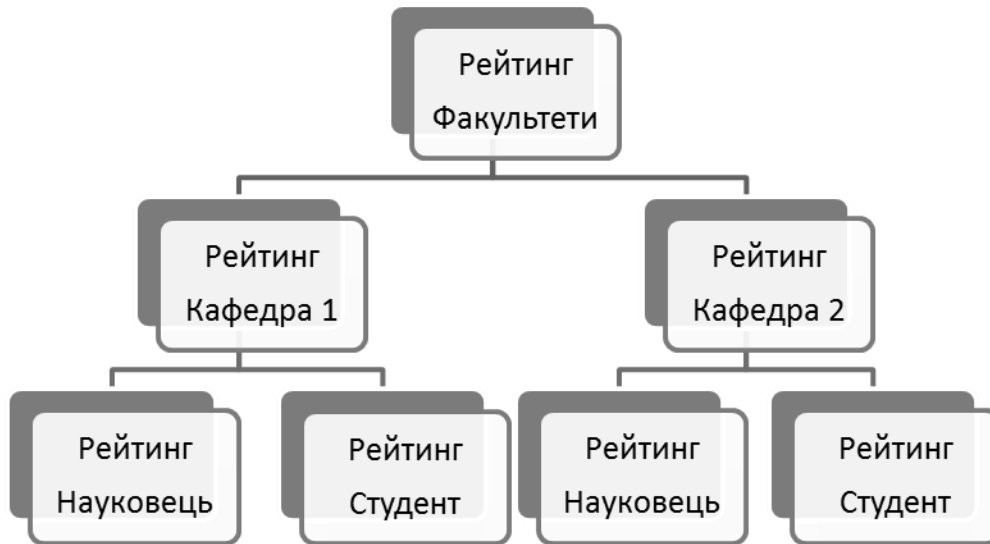 Рейтинг
Факультети
Рейтинг
Кафедра 1
Рейтинг
Кафедра 2
Рейтинг
Науковець
Рейтинг
Студент
Рейтинг
Науковець
Рейтинг
Студент